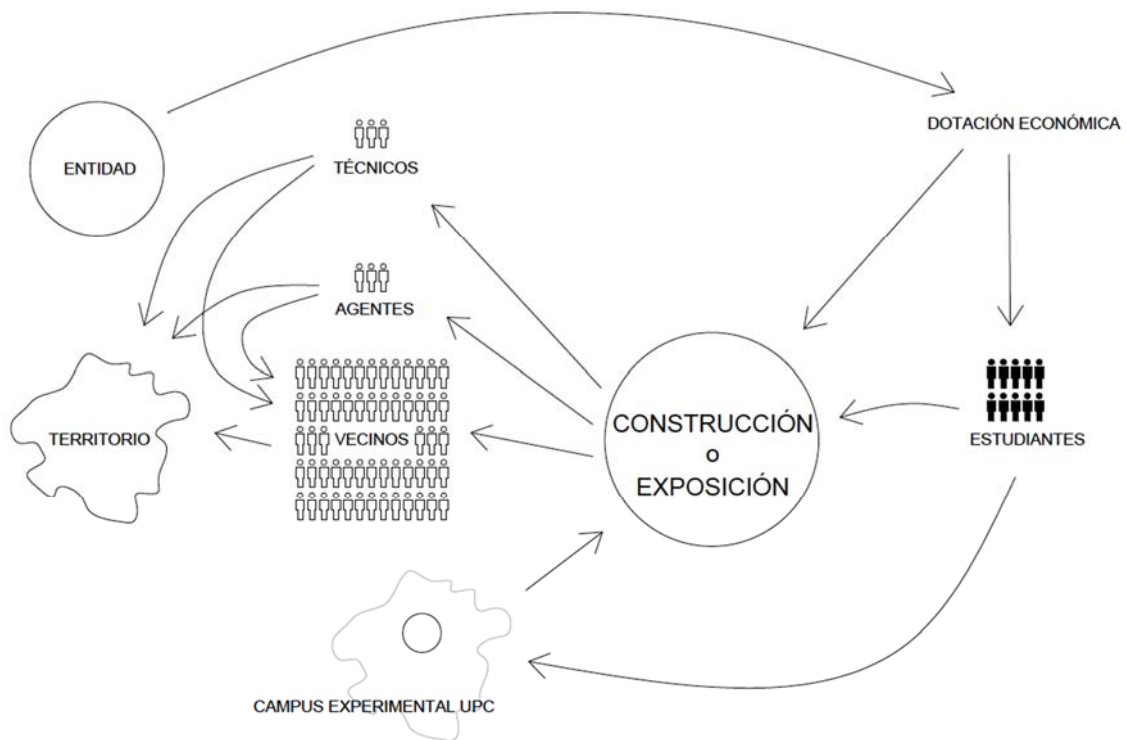 DOTACIÓN ECONÓMICA
ENTIDAD
TÉCNICOS
AGENTES
CONSTRUCCIÓN
o
EXPOSICIÓN
TERRITORIO
VECINOS
ESTUDIANTES
CAMPUS EXPERIMENTAL UPC